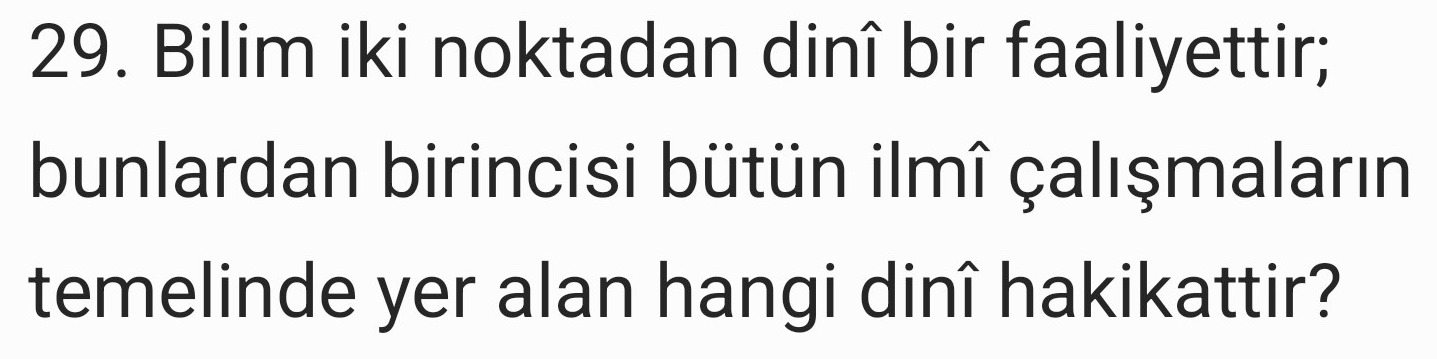 29. Bilim iki noktadan dinî bir faaliyettir;
bunlardan birincisi bütün ilmî çalışmaların
temelinde yer alan hangi dinî hakikattir?